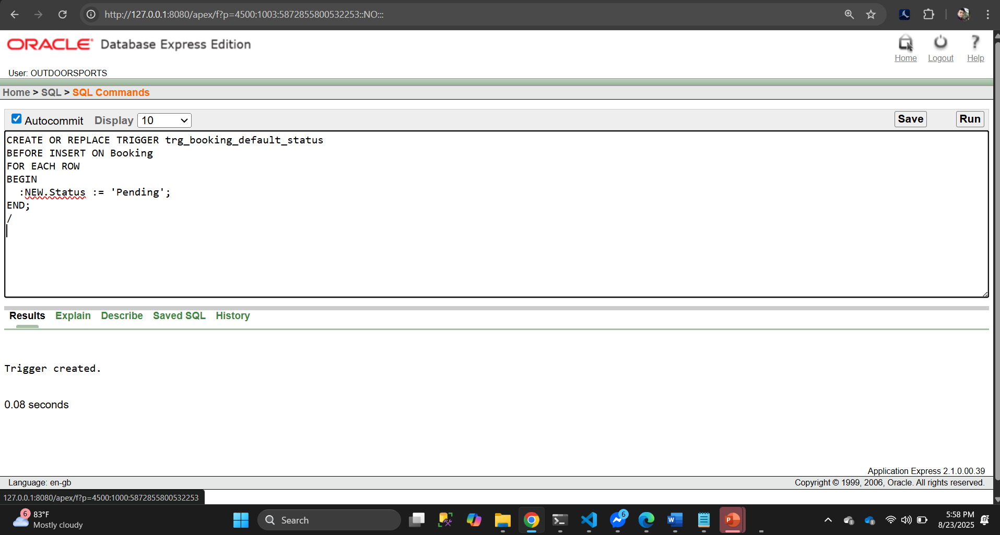 http://127.0.0.1:8080/apex/f?p=4500:1003:5872855800532253::NO:::
ORACLE® Database Express Edition
Home Logout Help
User: OUTDOORSPORTS
Home > SQL > SQL Commands
Autocommit Display 10 Save Run
CREATE OR REPLACE TRIGGER trg_booking_default_status
BEFORE INSERT ON Booking
FOR EACH ROW
BEGIN
  :NEW.Status := 'Pending';
END;
/
Results Explain Describe Saved SQL History
Trigger created.
0.08 seconds
Application Express 2.1.0.00.39
Language: en-gb Copyright © 1999, 2006, Oracle. All rights reserved.
127.0.0.1:8080/apex/f?p=4500:1000:5872855800532253
6 83°F
Mostly cloudy
Search
6
5:58 PM
8/23/2025